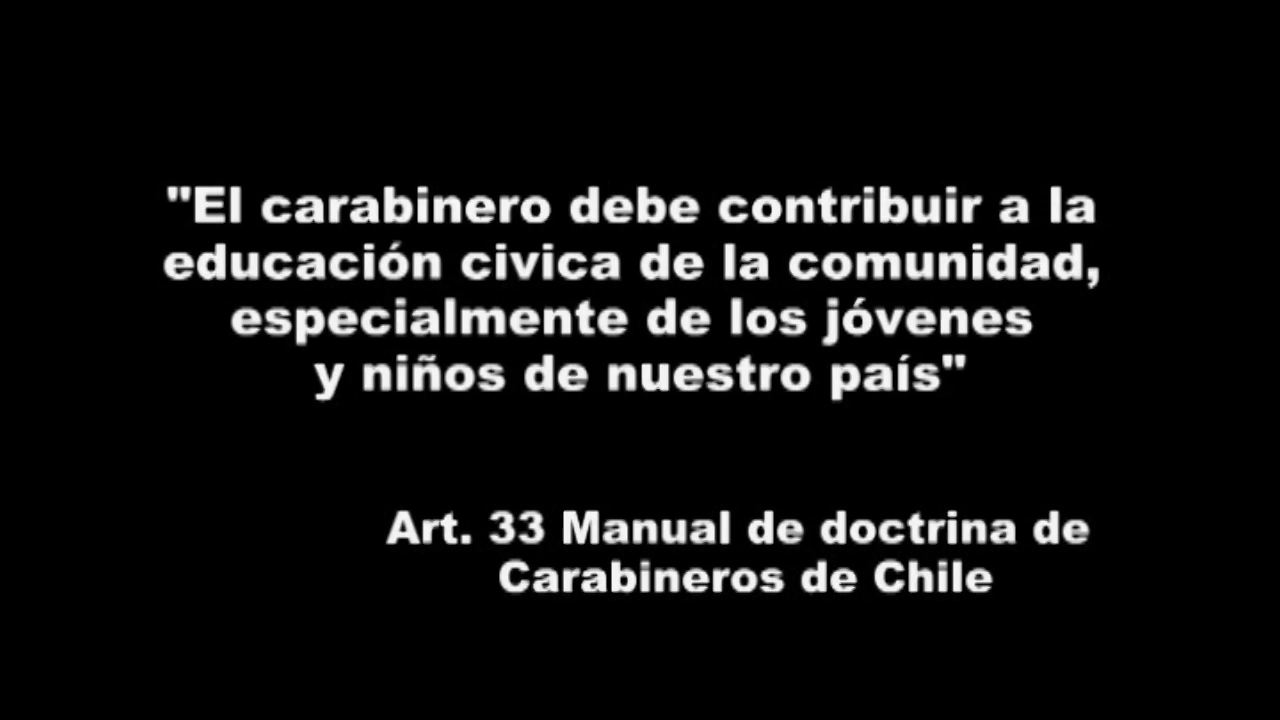 "El carabinero debe contribuir a la
educación civica de la comunidad,
especialmente de los jóvenes
y niños de nuestro país"
Art. 33 Manual de doctrina de
Carabineros de Chile